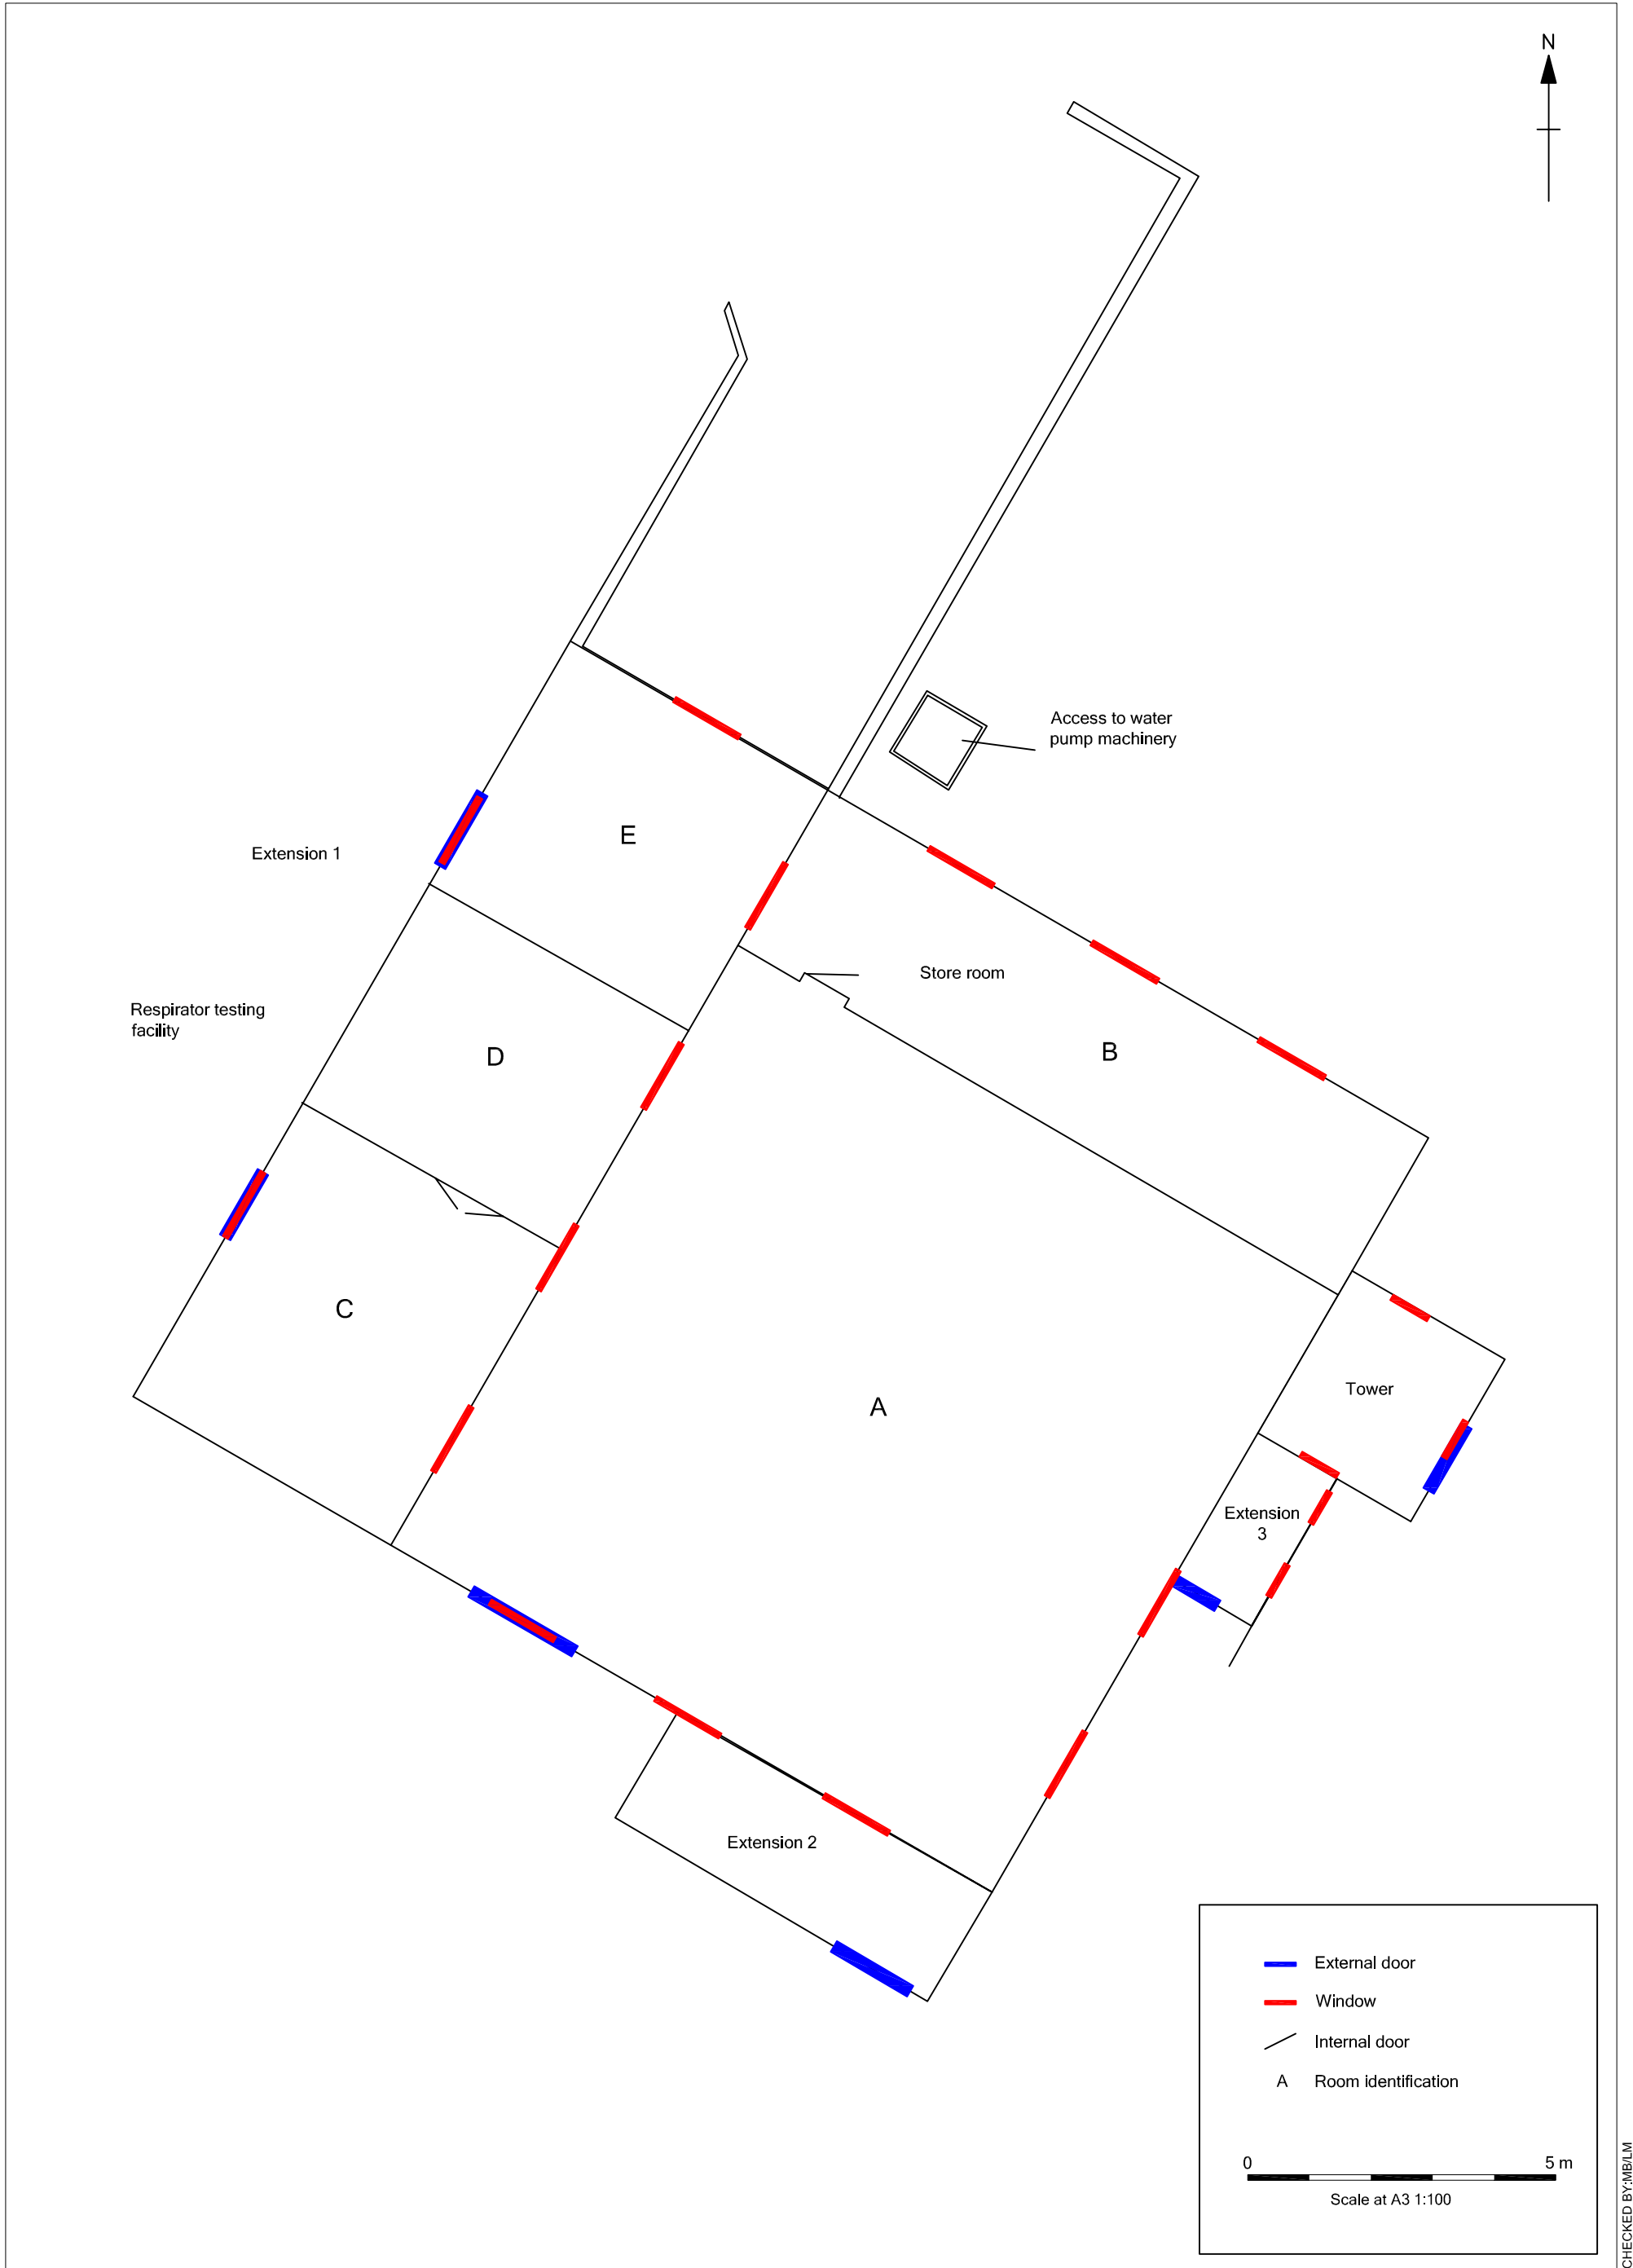 N
Access to water
pump machinery
E
Extension 1
Store room
Respirator testing
facility
B
D
C
Tower
A
Extension
3
Extension 2
External door
Window
Internal door
A Room identification
0 5 m
Scale at A3 1:100
CHECKED BY:MB/LM